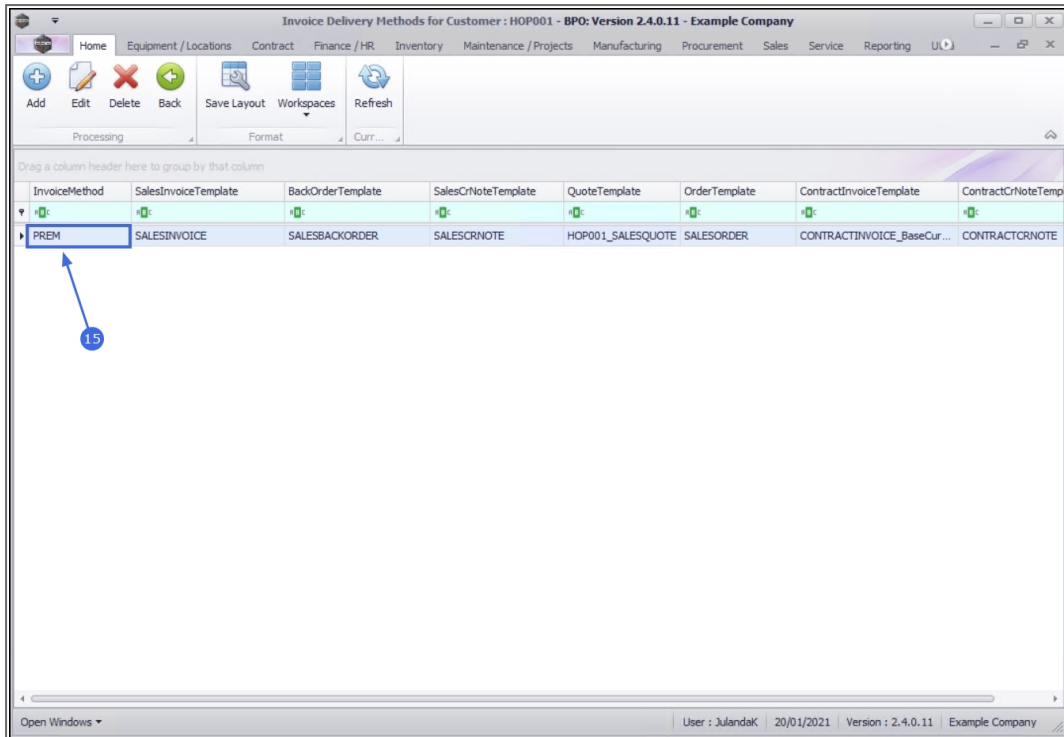 Invoice Delivery Methods for Customer : HOP001 - BPO: Version 2.4.0.11 - Example Company
Home Equipment / Locations Contract Finance / HR Inventory Maintenance / Projects Manufacturing Procurement Sales Service Reporting
Add Edit Delete Back Save Layout Workspaces Refresh
Processing Format Curr...
Drag a column header here to group by that column
InvoiceMethod SalesInvoiceTemplate BackOrderTemplate SalesCrNoteTemplate QuoteTemplate OrderTemplate ContractInvoiceTemplate ContractCrNoteTemp
PREM SALESINVOICE SALESBACKORDER SALESCRNOTE HOP001_SALESQUOTE SALESORDER CONTRACTINVOICE_BaseCur... CONTRACTCRNOTE
15
Open Windows User : JulandaK 20/01/2021 Version : 2.4.0.11 Example Company